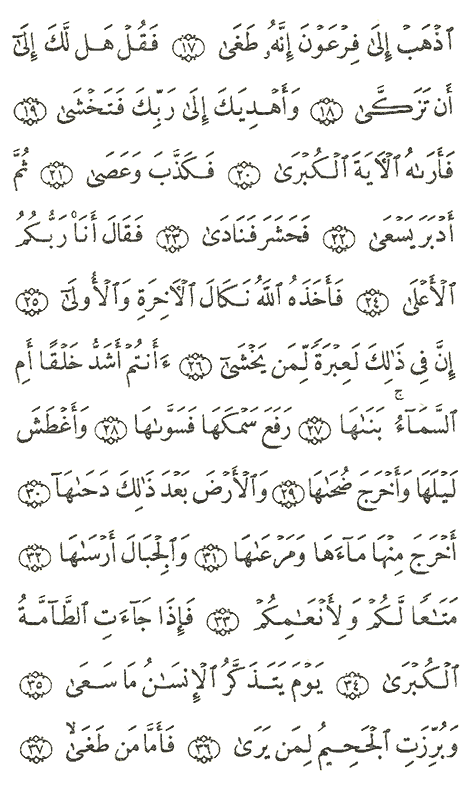 ٱذْهَبْ إِلَىٰ فِرْعَوْنَ إِنَّهُۥ طَغَىٰ ١٧ فَقُلْ هَل لَّكَ إِلَىٰٓ
أَن تَزَكَّىٰ ١٨ وَأَهْدِيَكَ إِلَىٰ رَبِّكَ فَتَخْشَىٰ ١٩
فَأَرَىٰهُ ٱلْـَٔايَةَ ٱلْكُبْرَىٰ ٢٠ فَكَذَّبَ وَعَصَىٰ ٢١ ثُمَّ
أَدْبَرَ يَسْعَىٰ ٢٢ فَحَشَرَ فَنَادَىٰ ٢٣ فَقَالَ أَنَا۠ رَبُّكُمُ
ٱلْأَعْلَىٰ ٢٤ فَأَخَذَهُ ٱللَّهُ نَكَالَ ٱلْـَٔاخِرَةِ وَٱلْأُولَىٰٓ ٢٥
إِنَّ فِى ذَٰلِكَ لَعِبْرَةً لِّمَن يَخْشَىٰٓ ٢٦ ءَأَنتُمْ أَشَدُّ خَلْقًا أَمِ
ٱلسَّمَآءُ ۚ بَنَىٰهَا ٢٧ رَفَعَ سَمْكَهَا فَسَوَّىٰهَا ٢٨ وَأَغْطَشَ
لَيْلَهَا وَأَخْرَجَ ضُحَىٰهَا ٢٩ وَٱلْأَرْضَ بَعْدَ ذَٰلِكَ دَحَىٰهَآ ٣٠
أَخْرَجَ مِنْهَا مَآءَهَا وَمَرْعَىٰهَا ٣١ وَٱلْجِبَالَ أَرْسَىٰهَا ٣٢
مَتَٰعًا لَّكُمْ وَلِأَنْعَٰمِكُمْ ٣٣ فَإِذَا جَآءَتِ ٱلطَّآمَّةُ
ٱلْكُبْرَىٰ ٣٤ يَوْمَ يَتَذَكَّرُ ٱلْإِنسَٰنُ مَا سَعَىٰ ٣٥
وَبُرِّزَتِ ٱلْجَحِيمُ لِمَن يَرَىٰ ٣٦ فَأَمَّا مَن طَغَىٰ ۙ ٣٧